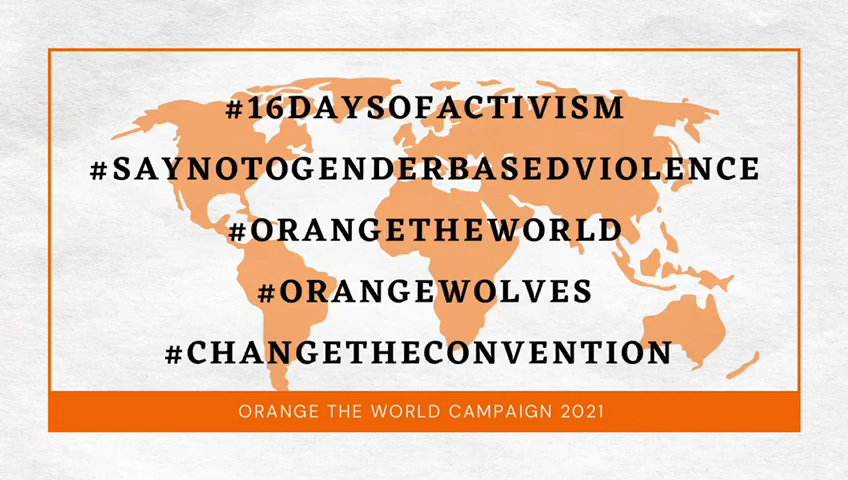 #16DAYSOFACTIVISM
#SAYNOTOGENDERBASEDVIOLENCE
#ORANGETHEWORLD
#ORANGEWOLVES
#CHANGETHECONVENTION
ORANGE THE WORLD CAMPAIGN 2021